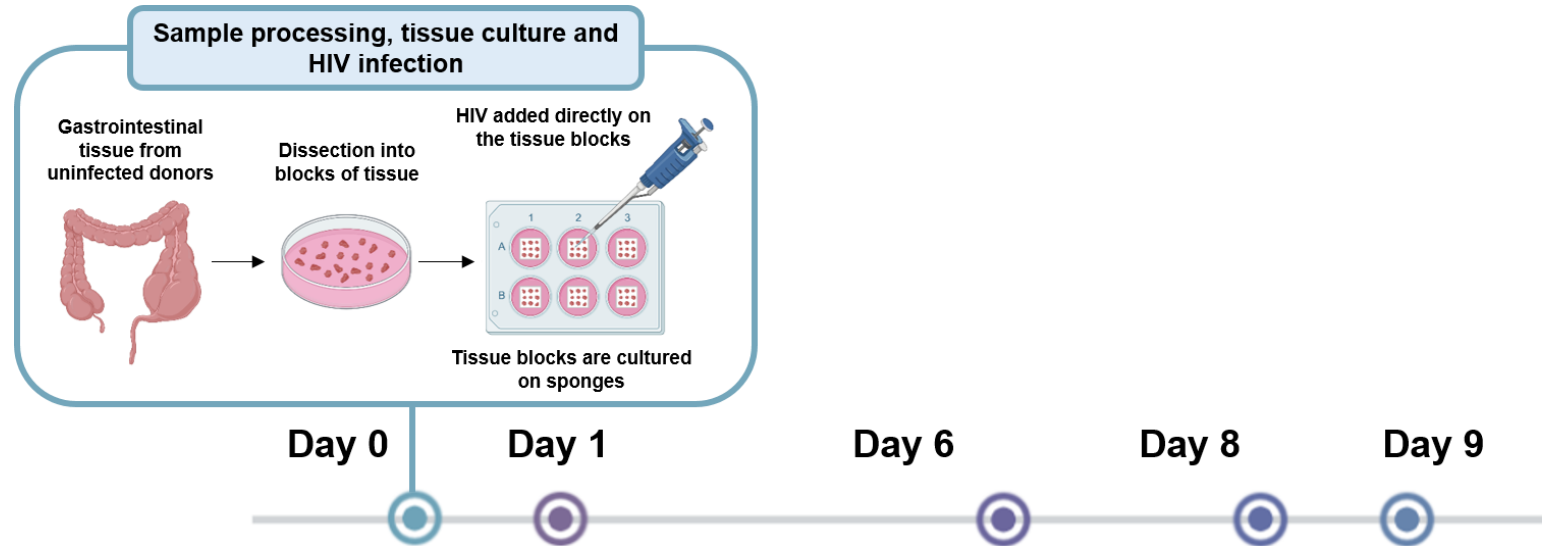 Sample processing, tissue culture and
HIV infection
Gastrointestinal
tissue from
uninfected donors
Dissection into
blocks of tissue
HIV added directly on
the tissue blocks
1 2 3
A
B
Tissue blocks are cultured
on sponges
Day 0 Day 1 Day 6 Day 8 Day 9